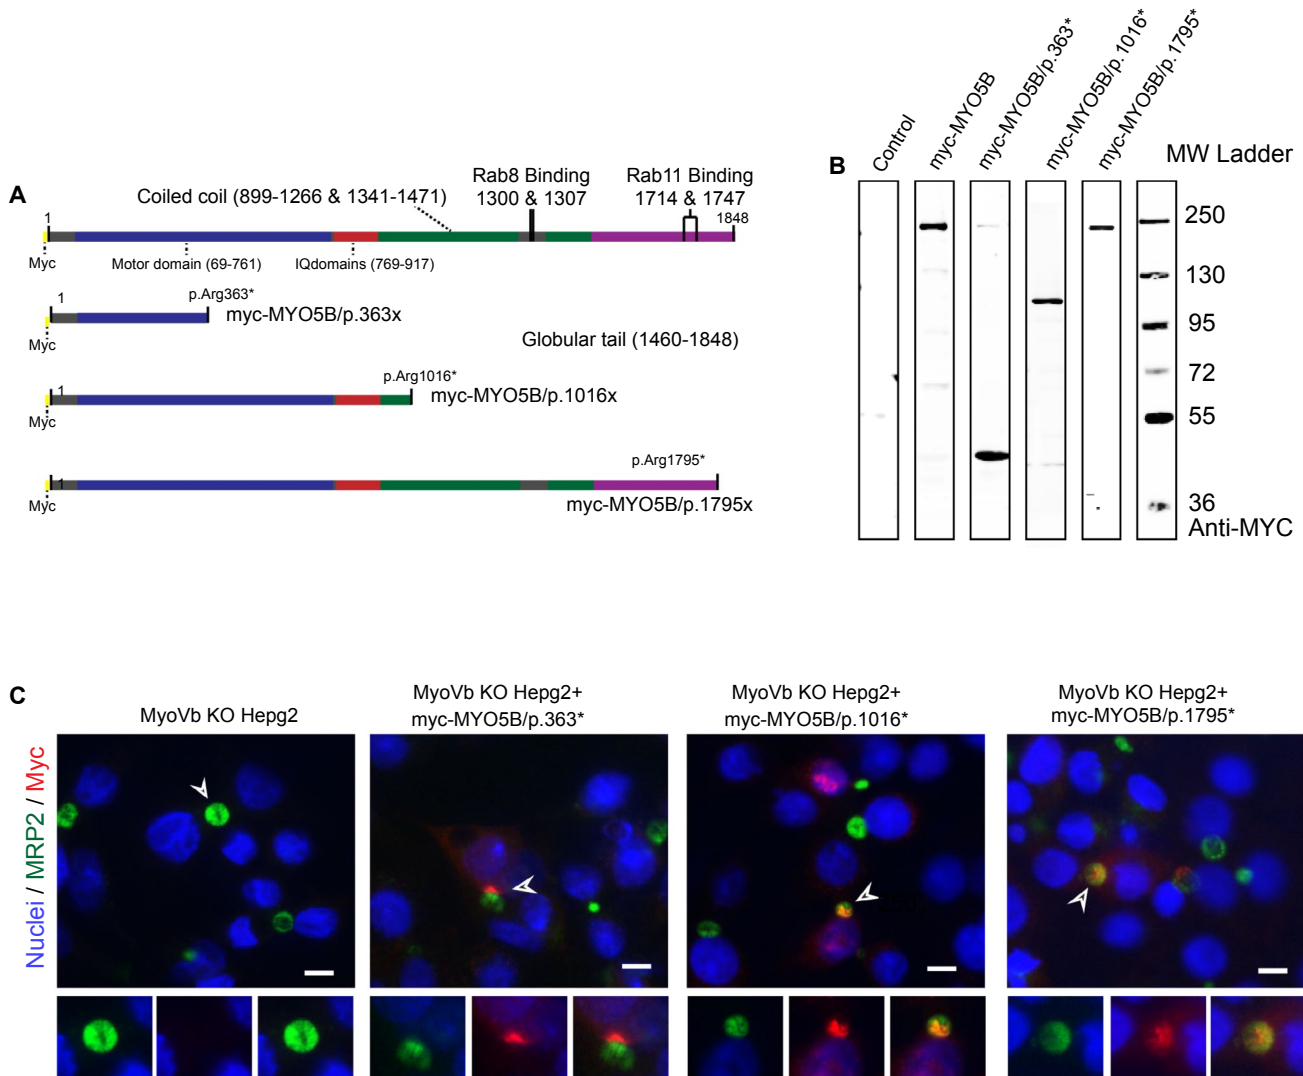 A
Coiled coil (899-1266 & 1341-1471)
Rab8 Binding
1300 & 1307
Rab11 Binding
1714 & 1747
1
1848
Myc
Motor domain (69-761)
IQdomains (769-917)
p.Arg363*
1
myc-MYO5B/p.363x
Myc
Globular tail (1460-1848)
p.Arg1016*
1
myc-MYO5B/p.1016x
Myc
p.Arg1795*
1
Myc
myc-MYO5B/p.1795x
B
Control
myc-MYO5B
myc-MYO5B/p.363*
myc-MYO5B/p.1016*
myc-MYO5B/p.1795*
MW Ladder
250
130
95
72
55
36
Anti-MYC
C
Nuclei / MRP2 / Myc
MyoVb KO Hepg2
MyoVb KO Hepg2+
myc-MYO5B/p.363*
MyoVb KO Hepg2+
myc-MYO5B/p.1016*
MyoVb KO Hepg2+
myc-MYO5B/p.1795*